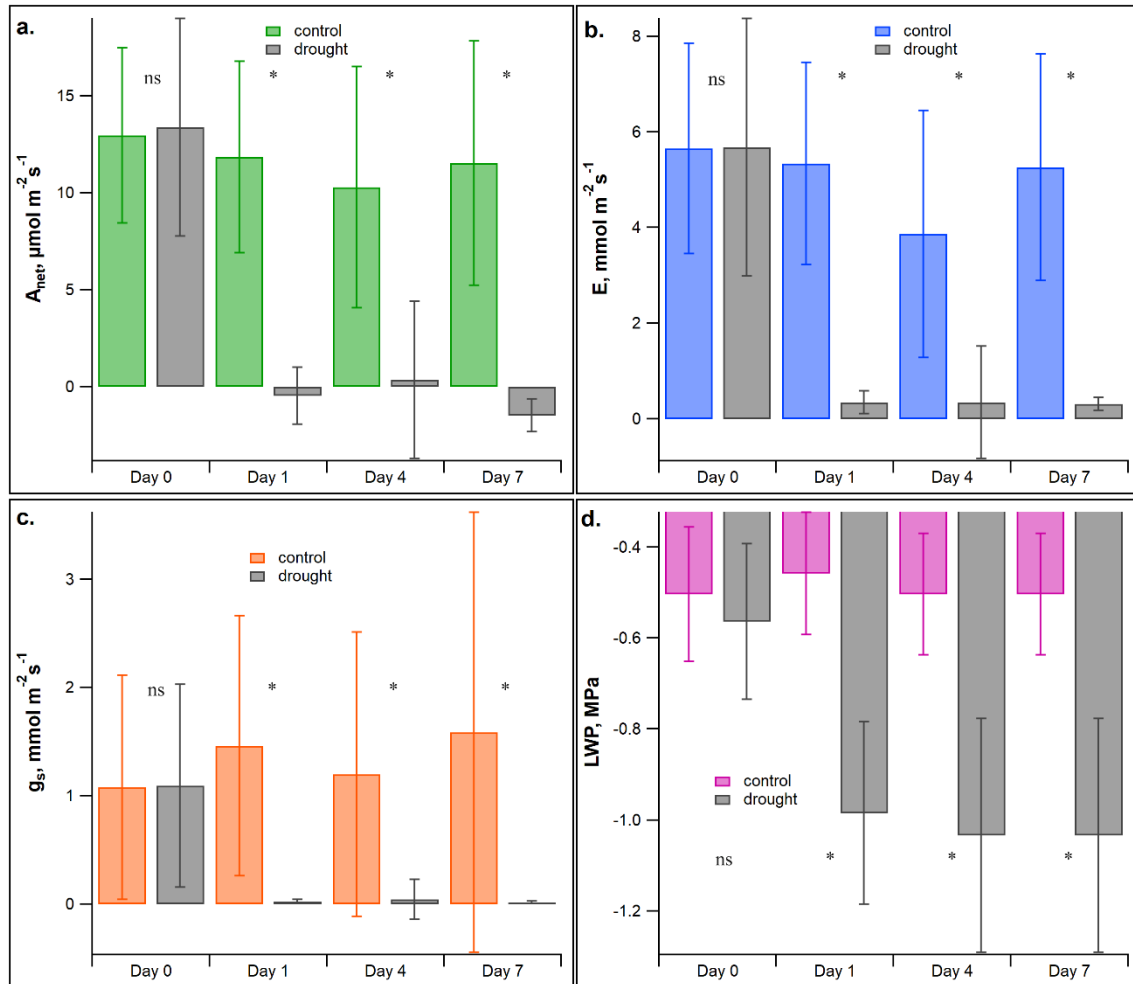 a.
control
drought
ns
*
*
*
15
10
5
0
Aₙₑₜ, µmol m⁻² s⁻¹
Day 0
Day 1
Day 4
Day 7
b.
control
drought
ns
*
*
*
8
6
4
2
0
E, mmol m⁻² s⁻¹
Day 0
Day 1
Day 4
Day 7
c.
control
drought
ns
*
*
*
3
2
1
0
gₛ, mmol m⁻² s⁻¹
Day 0
Day 1
Day 4
Day 7
d.
-0.4
-0.6
-0.8
-1.0
-1.2
LWP, MPa
control
drought
ns
*
*
*
Day 0
Day 1
Day 4
Day 7